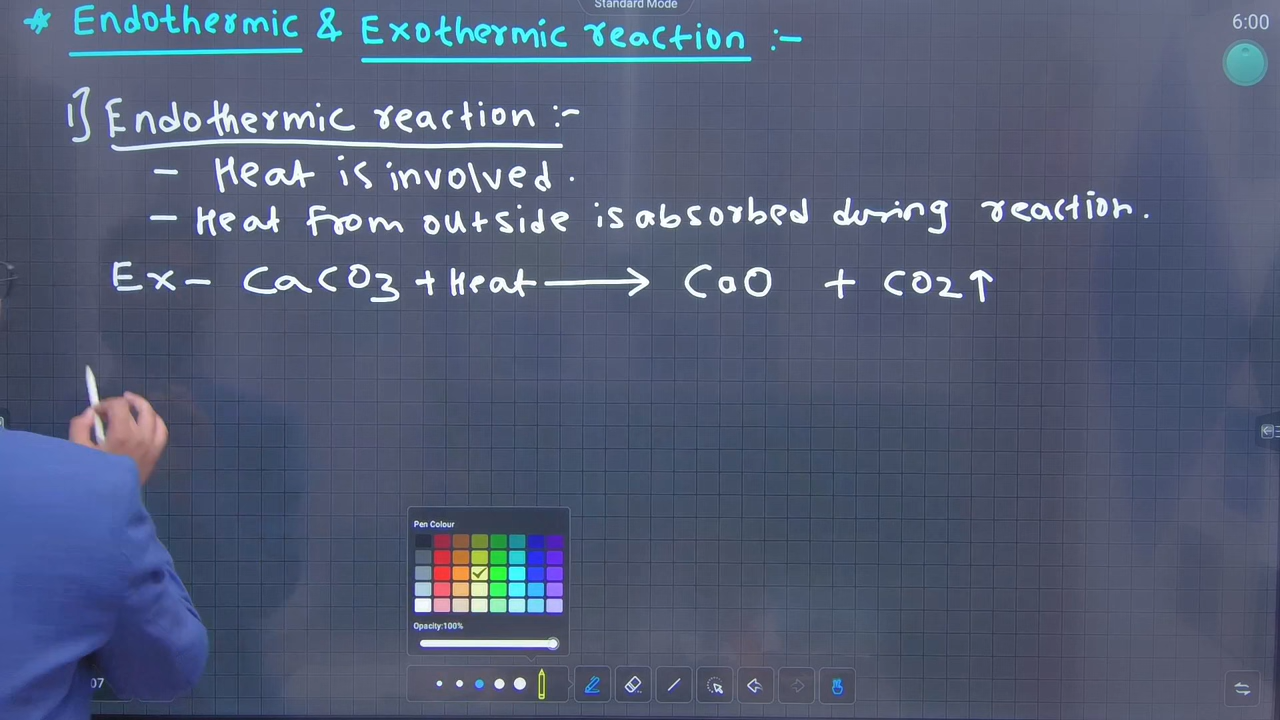 Standard Mode
6:00
* Endothermic & Exothermic reaction :-
1] Endothermic reaction :-
- Heat is involved.
- Heat from outside is absorbed during reaction.
Ex - CaCO3 + Heat ⟶ CaO + CO2↑
Pen Colour
Opacity:100%
07